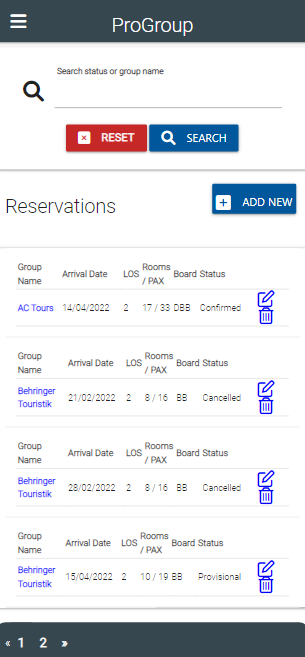 ProGroup
Search status or group name
RESET SEARCH
Reservations
ADD NEW
Group Name Arrival Date LOS Rooms / PAX Board Status
AC Tours 14/04/2022 2 17 / 33 DBB Confirmed
Group Name Arrival Date LOS Rooms / PAX Board Status
Behringer Touristik 21/02/2022 2 8 / 16 BB Cancelled
Group Name Arrival Date LOS Rooms / PAX Board Status
Behringer Touristik 28/02/2022 2 8 / 16 BB Cancelled
Group Name Arrival Date LOS Rooms / PAX Board Status
Behringer Touristik 15/04/2022 2 10 / 19 BB Provisional
« 1 2 »